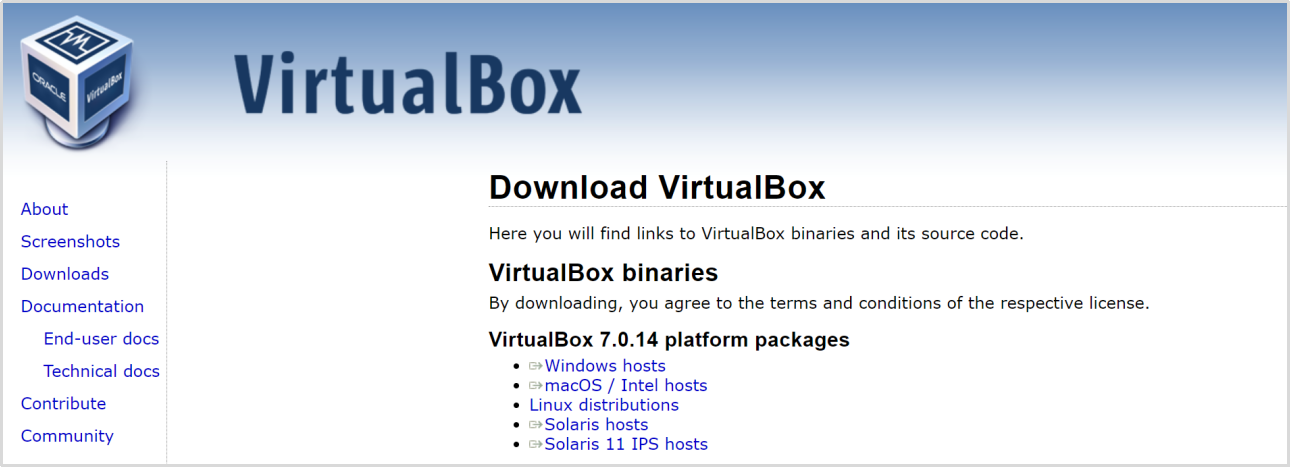 ORACLE
VirtualBox
VirtualBox
About
Screenshots
Downloads
Documentation
End-user docs
Technical docs
Contribute
Community
Download VirtualBox
Here you will find links to VirtualBox binaries and its source code.
VirtualBox binaries
By downloading, you agree to the terms and conditions of the respective license.
VirtualBox 7.0.14 platform packages
Windows hosts
macOS / Intel hosts
Linux distributions
Solaris hosts
Solaris 11 IPS hosts